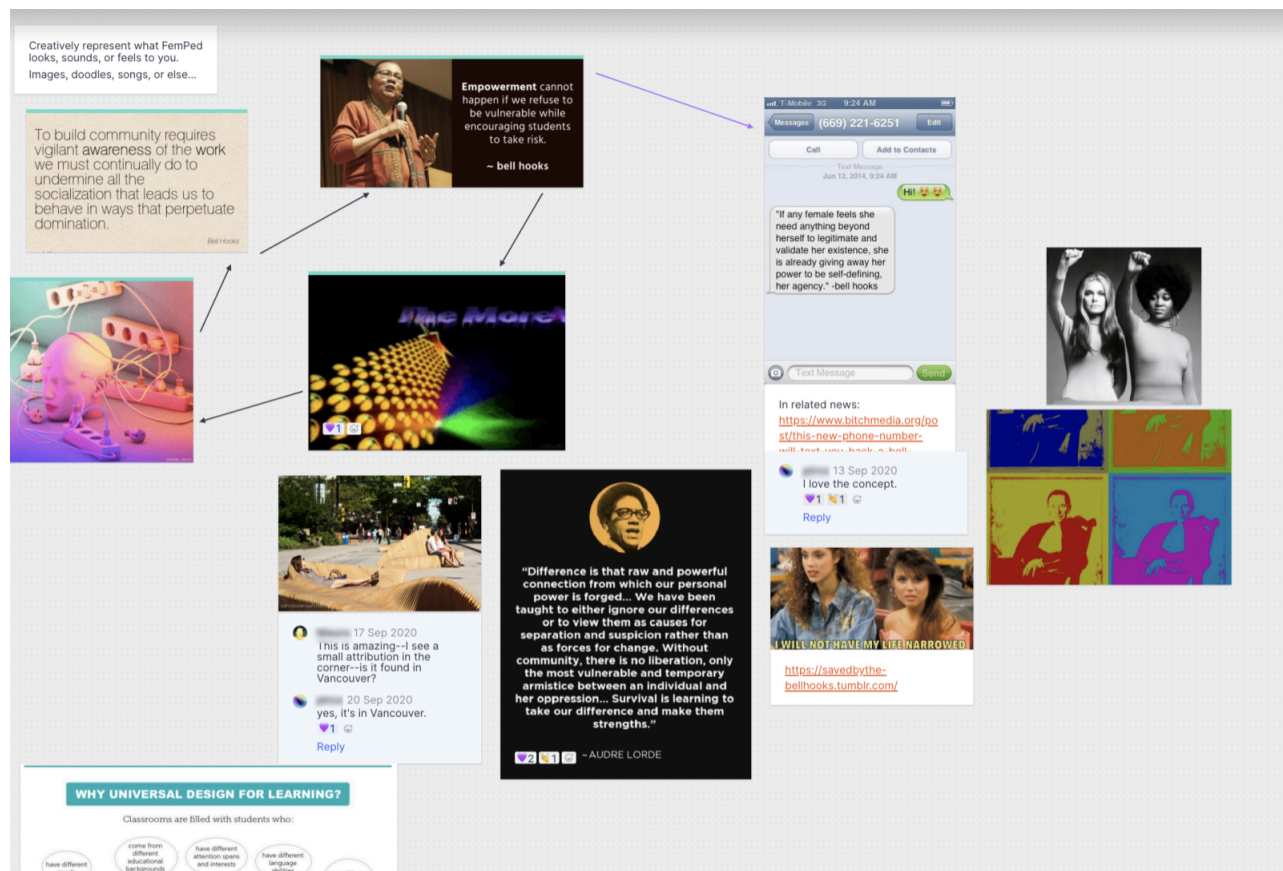 Creatively represent what FemPed
looks, sounds, or feels to you.
Images, doodles, songs, or else...
To build community requires
vigilant awareness of the work
we must continually do to
undermine all the
socialization that leads us to
behave in ways that perpetuate
domination.
Bell Hooks
Empowerment cannot
happen if we refuse to
be vulnerable while
encouraging students
to take risk.
~ bell hooks
The More
1
17 Sep 2020
This is amazing--I see a
small attribution in the
corner--is it found in
Vancouver?
20 Sep 2020
yes, it's in Vancouver.
1
Reply
"Difference is that raw and powerful
connection from which our personal
power is forged... We have been
taught to either ignore our differences
or to view them as causes for
separation and suspicion rather than
as forces for change. Without
community, there is no liberation, only
the most vulnerable and temporary
armistice between an individual and
her oppression... Survival is learning to
take our difference and make them
strengths."
2 1 ~AUDRE LORDE
T-Mobile 3G 9:24 AM
Messages (669) 221-6251 Edit
Call Add to Contacts
Text Message
Jun 12, 2014, 9:24 AM
Hi!
"If any female feels she
need anything beyond
herself to legitimate and
validate her existence, she
is already giving away her
power to be self-defining,
her agency." -bell hooks
Text Message Send
In related news:
https://www.bitchmedia.org/po
st/this-new-phone-number-
will-text-you-back-a-bell-
13 Sep 2020
I love the concept.
1 1
Reply
I WILL NOT HAVE MY LIFE NARROWED
https://savedbythe-
bellhooks.tumblr.com/
WHY UNIVERSAL DESIGN FOR LEARNING?
Classrooms are filled with students who:
have different
come from
different
educational
backgrounds
have different
attention spans
and interests
have different
language
abilities